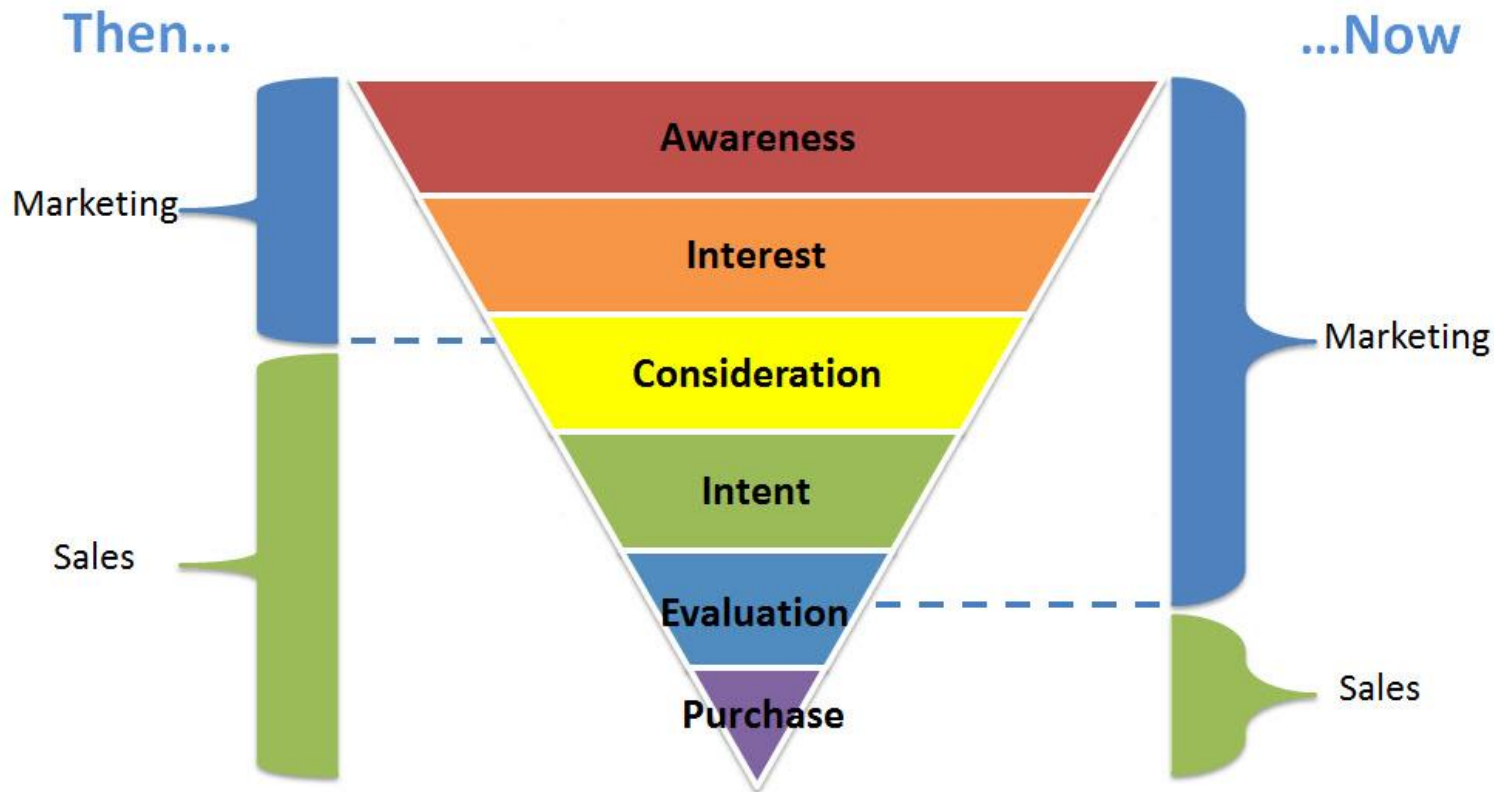 Then...
...Now
Awareness
Marketing
Interest
Marketing
Consideration
Intent
Sales
Evaluation
Sales
Purchase